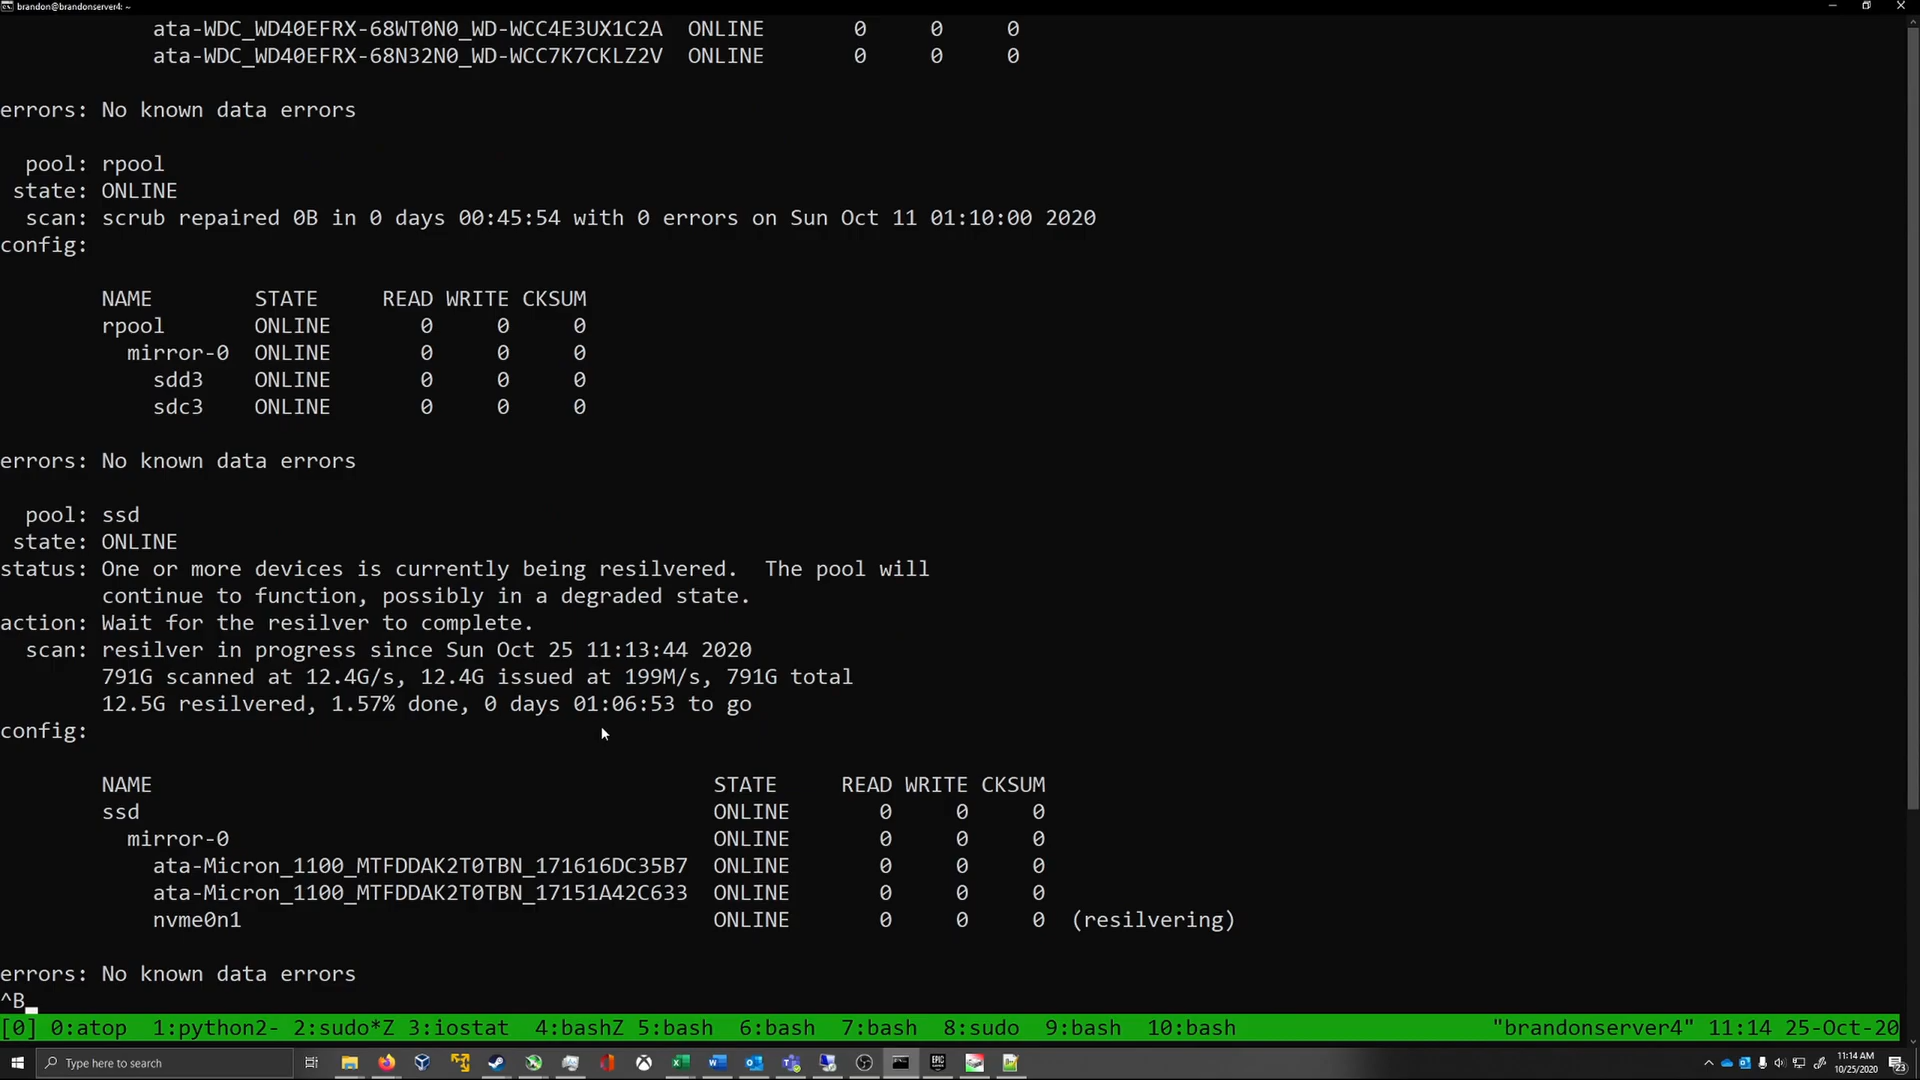 brandon@brandonserver4: ~
ata-WDC_WD40EFRX-68WT0N0_WD-WCC4E3UX1C2A  ONLINE       0     0     0
ata-WDC_WD40EFRX-68N32N0_WD-WCC7K7CKLZ2V  ONLINE       0     0     0
errors: No known data errors
pool: rpool
state: ONLINE
scan: scrub repaired 0B in 0 days 00:45:54 with 0 errors on Sun Oct 11 01:10:00 2020
config:
NAME        STATE     READ WRITE CKSUM
rpool       ONLINE       0     0     0
mirror-0  ONLINE       0     0     0
sdd3    ONLINE       0     0     0
sdc3    ONLINE       0     0     0
errors: No known data errors
pool: ssd
state: ONLINE
status: One or more devices is currently being resilvered.  The pool will
continue to function, possibly in a degraded state.
action: Wait for the resilver to complete.
scan: resilver in progress since Sun Oct 25 11:13:44 2020
791G scanned at 12.4G/s, 12.4G issued at 199M/s, 791G total
12.5G resilvered, 1.57% done, 0 days 01:06:53 to go
config:
NAME                                            STATE     READ WRITE CKSUM
ssd                                             ONLINE       0     0     0
mirror-0                                      ONLINE       0     0     0
ata-Micron_1100_MTFDDAK2T0TBN_171616DC35B7  ONLINE       0     0     0
ata-Micron_1100_MTFDDAK2T0TBN_17151A42C633  ONLINE       0     0     0
nvme0n1                                     ONLINE       0     0     0  (resilvering)
errors: No known data errors
^B
[0] 0:atop  1:python2- 2:sudo*Z 3:iostat  4:bashZ 5:bash  6:bash  7:bash  8:sudo  9:bash  10:bash "brandonserver4" 11:14 25-Oct-20
Type here to search
11:14 AM
10/25/2020
23